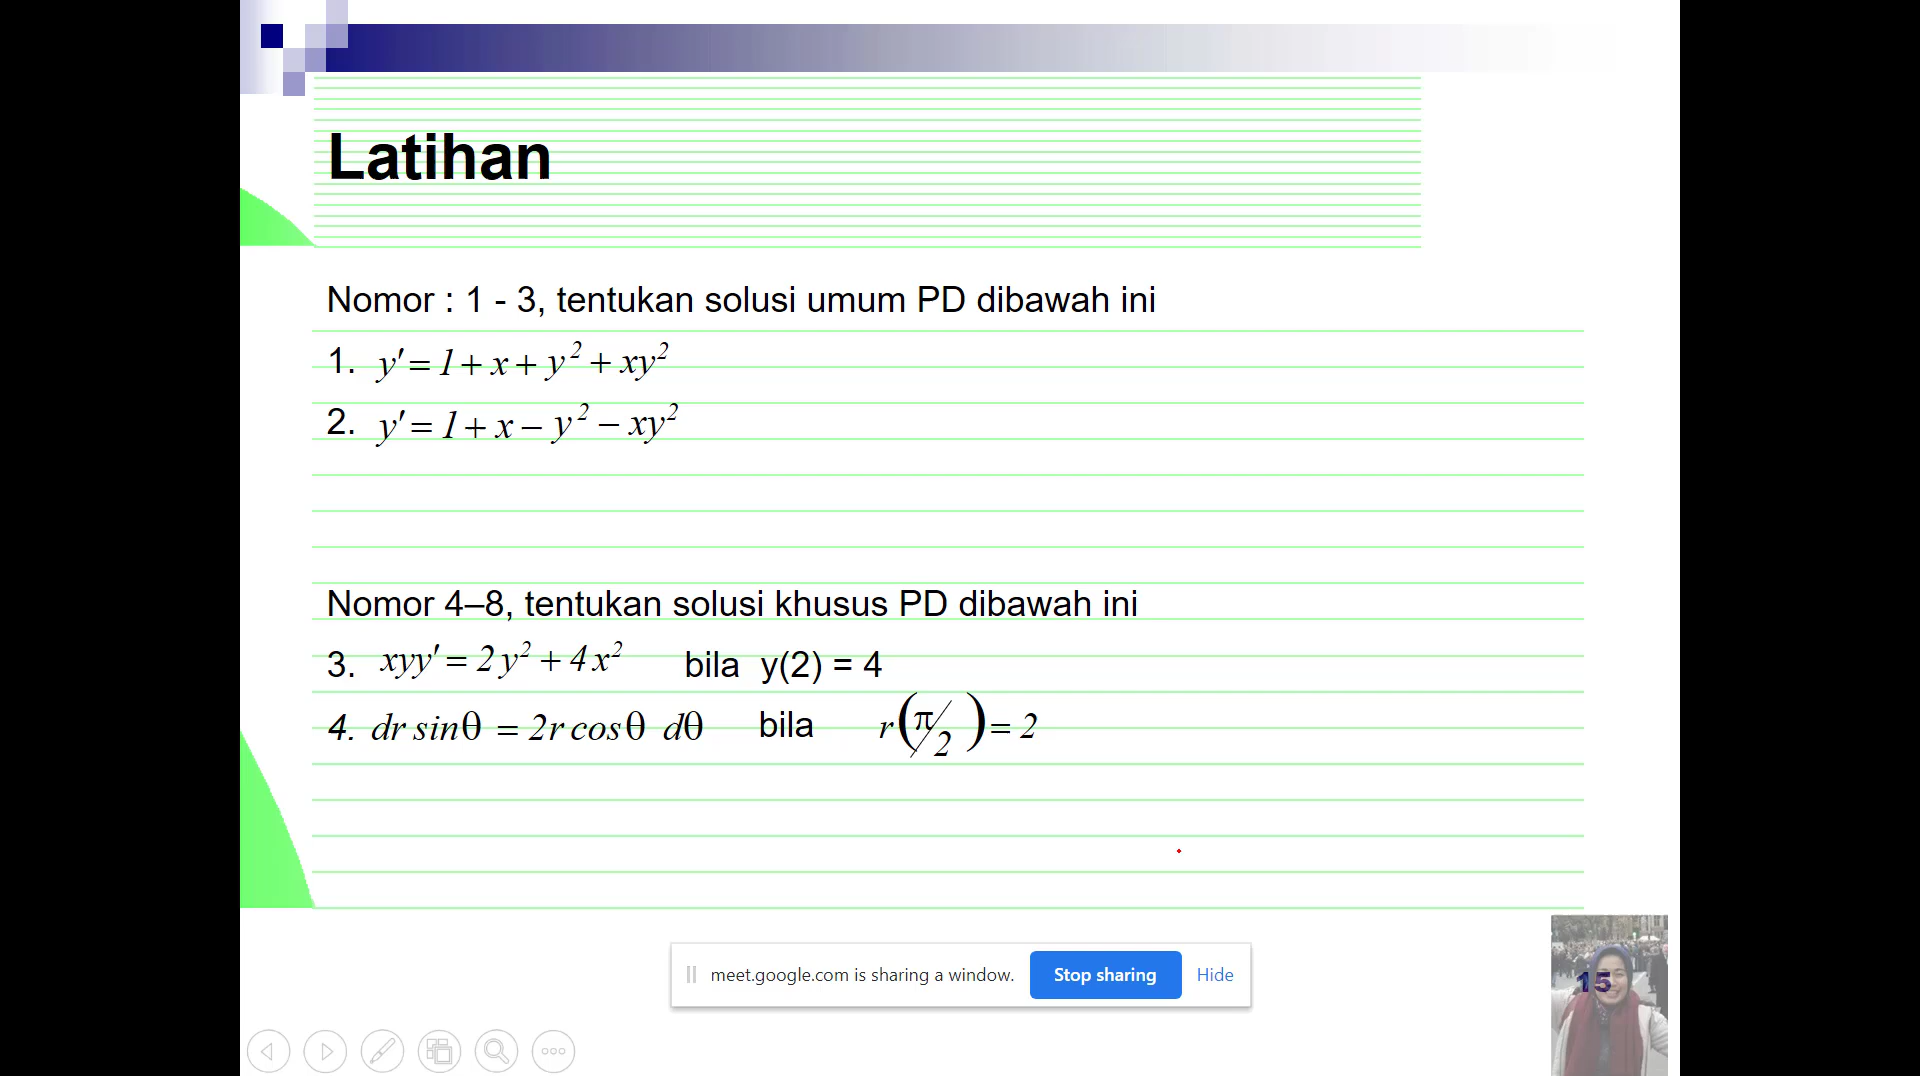 Latihan
Nomor : 1 - 3, tentukan solusi umum PD dibawah ini
1. y′ = 1 + x + y² + xy²
2. y′ = 1 + x − y² − xy²
Nomor 4–8, tentukan solusi khusus PD dibawah ini
3. xyy′ = 2y² + 4x² bila y(2) = 4
4. dr sinθ = 2r cosθ dθ bila r(π/2) = 2
15
meet.google.com is sharing a window. Stop sharing Hide